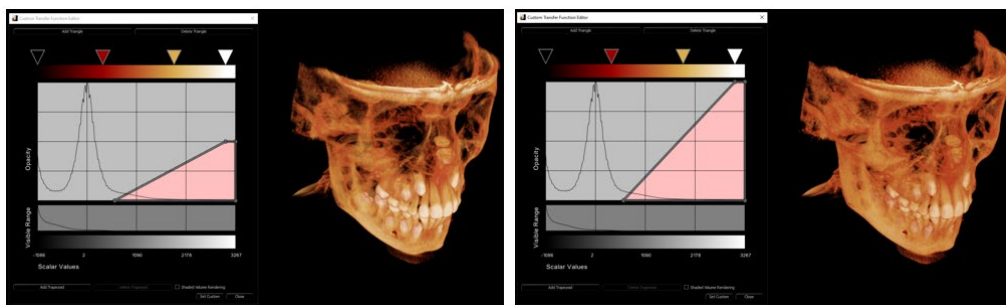 Custom Transfer Function Editor
Add Triangle
Delete Triangle
Opacity
Visible Range
-1086
2
1090
2178
3267
Scalar Values
Add Trapezoid
Delete Trapezoid
Shaded Volume Rendering
Set Custom
Close
Custom Transfer Function Editor
Add Triangle
Delete Triangle
Opacity
Visible Range
-1086
2
1090
2178
3267
Scalar Values
Add Trapezoid
Delete Trapezoid
Shaded Volume Rendering
Set Custom
Close